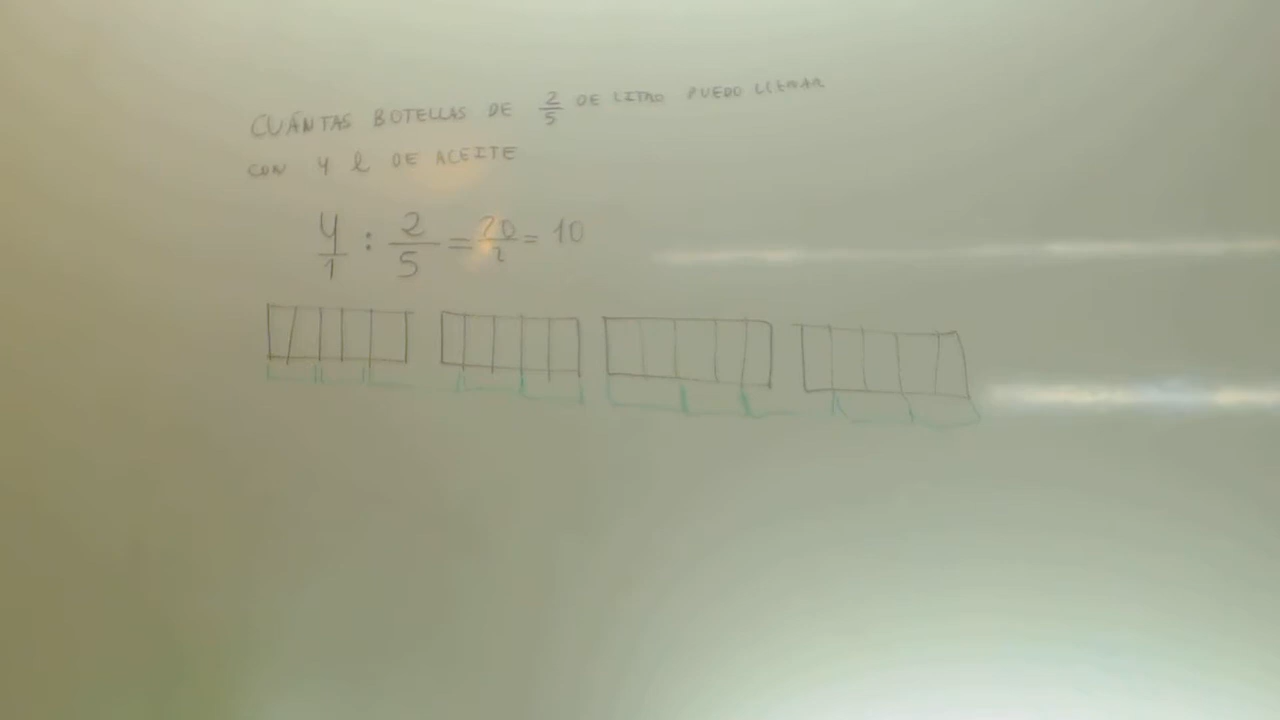 CUÁNTAS BOTELLAS DE 2/5 DE LITRO PUEDO LLENAR
CON 4 l DE ACEITE
4/1 : 2/5 = 20/2 = 10